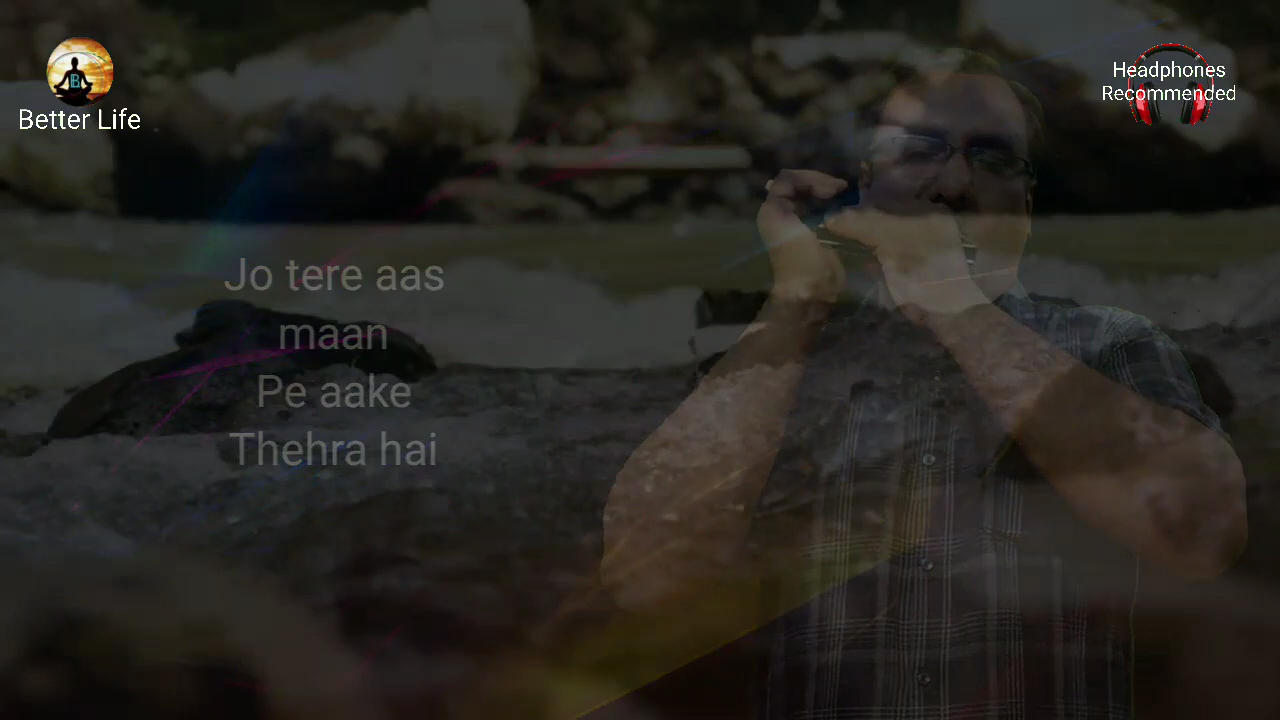 Better Life
Headphones
Recommended
Jo tere aas
maan
Pe aake
Thehra hai